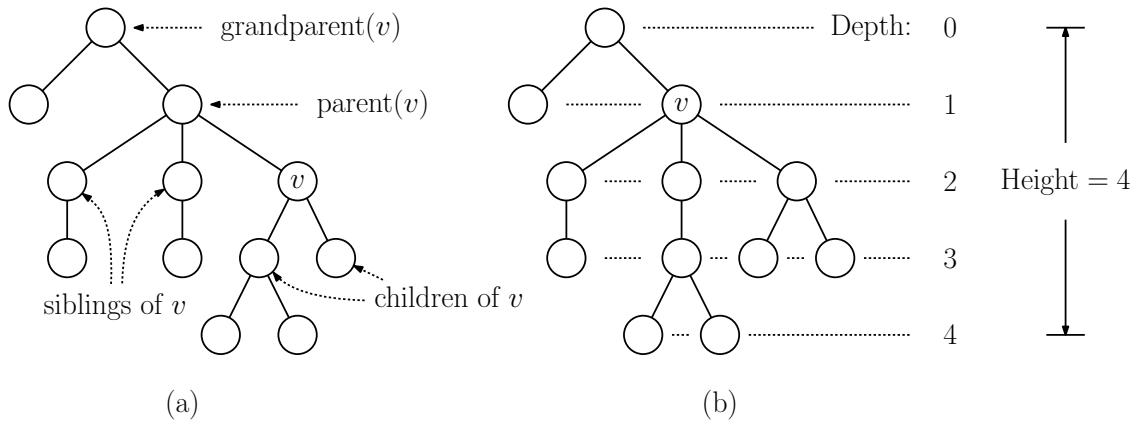 grandparent(v)
parent(v)
v
siblings of v
children of v
(a)
Depth: 0
v 1
2
3
4
Height = 4
(b)